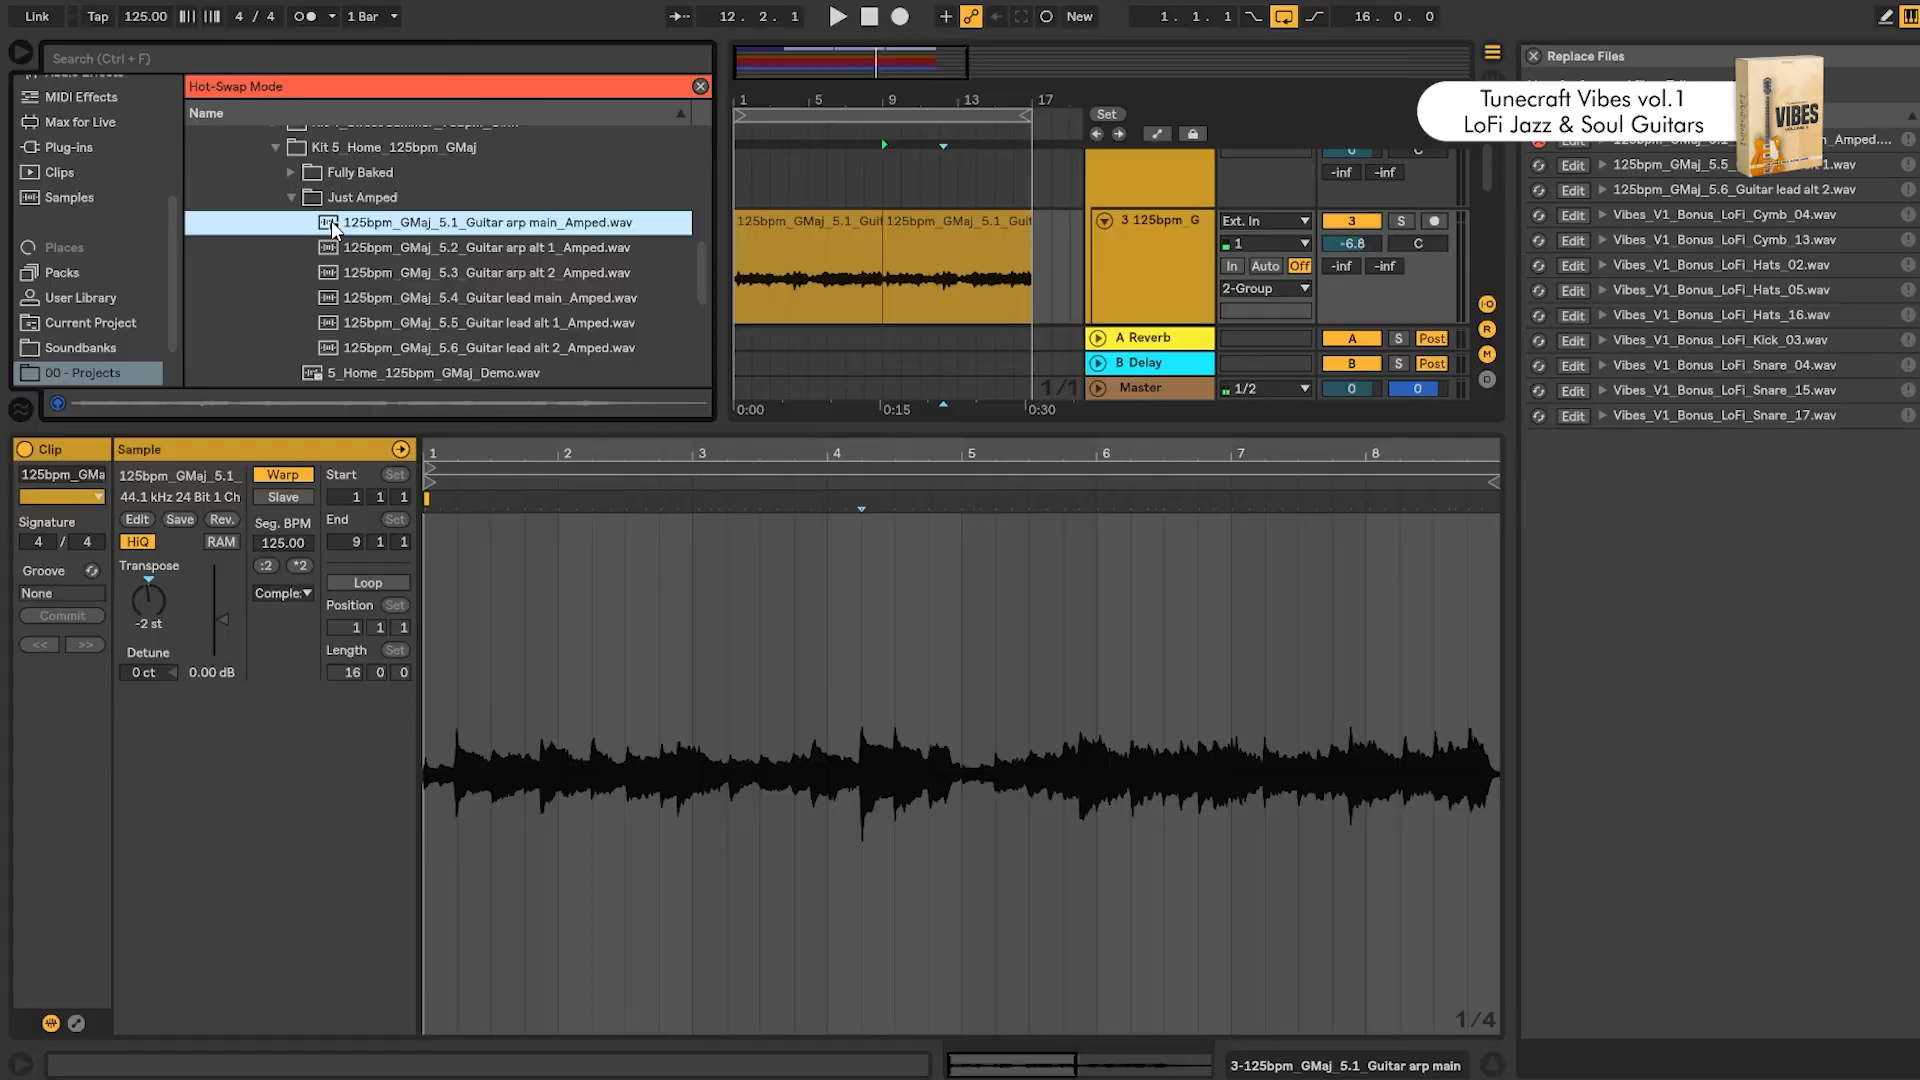 Link
Tap
125.00
4 / 4
1 Bar
12. 2. 1
New
1. 1. 1
16. 0. 0
Search (Ctrl + F)
MIDI Effects
Max for Live
Plug-ins
Clips
Samples
Places
Packs
User Library
Current Project
Soundbanks
00 - Projects
Hot-Swap Mode
Name
Kit 5_Home_125bpm_GMaj
Fully Baked
Just Amped
125bpm_GMaj_5.1_Guitar arp main_Amped.wav
125bpm_GMaj_5.2_Guitar arp alt 1_Amped.wav
125bpm_GMaj_5.3_Guitar arp alt 2_Amped.wav
125bpm_GMaj_5.4_Guitar lead main_Amped.wav
125bpm_GMaj_5.5_Guitar lead alt 1_Amped.wav
125bpm_GMaj_5.6_Guitar lead alt 2_Amped.wav
5_Home_125bpm_GMaj_Demo.wav
1 5 9 13 17
Set
125bpm_GMaj_5.1_Guit 125bpm_GMaj_5.1_Guit
1/1
0:00 0:15 0:30
-inf -inf
3 125bpm_G
Ext. In
3 S
1
-6.8 C
In Auto Off
-inf -inf
2-Group
A Reverb
A S Post
B Delay
B S Post
Master
1/2
0 0
Replace Files
Tunecraft Vibes vol.1
LoFi Jazz & Soul Guitars
VIBES
Amped....
Edit 125bpm_GMaj_5.5_
Edit 125bpm_GMaj_5.6_Guitar lead alt 2.wav
Edit Vibes_V1_Bonus_LoFi_Cymb_04.wav
Edit Vibes_V1_Bonus_LoFi_Cymb_13.wav
Edit Vibes_V1_Bonus_LoFi_Hats_02.wav
Edit Vibes_V1_Bonus_LoFi_Hats_05.wav
Edit Vibes_V1_Bonus_LoFi_Hats_16.wav
Edit Vibes_V1_Bonus_LoFi_Kick_03.wav
Edit Vibes_V1_Bonus_LoFi_Snare_04.wav
Edit Vibes_V1_Bonus_LoFi_Snare_15.wav
Edit Vibes_V1_Bonus_LoFi_Snare_17.wav
Clip
125bpm_GMa
Signature
4 / 4
Groove
None
Commit
<< >>
Sample
125bpm_GMaj_5.1_
44.1 kHz 24 Bit 1 Ch
Edit Save Rev.
HiQ RAM
Transpose
-2 st
Detune
0 ct 0.00 dB
Warp
Slave
Seg. BPM
125.00
:2 *2
Comple:
Start Set
1 1 1
End Set
9 1 1
Loop
Position Set
1 1 1
Length Set
16 0 0
1 2 3 4 5 6 7 8
1/4
3-125bpm_GMaj_5.1_Guitar arp main